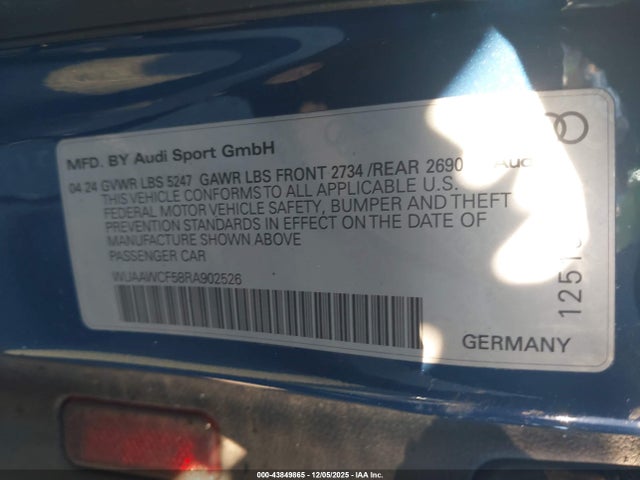 MFD. BY Audi Sport GmbH
04 24 GVWR LBS 5247 GAWR LBS FRONT 2734 /REAR 2690
THIS VEHICLE CONFORMS TO ALL APPLICABLE U.S.
FEDERAL MOTOR VEHICLE SAFETY, BUMPER AND THEFT
PREVENTION STANDARDS IN EFFECT ON THE DATE OF
MANUFACTURE SHOWN ABOVE
PASSENGER CAR
WUAAWCF58RA902526
GERMANY
000-43849865 - 12/05/2025 - IAA Inc.